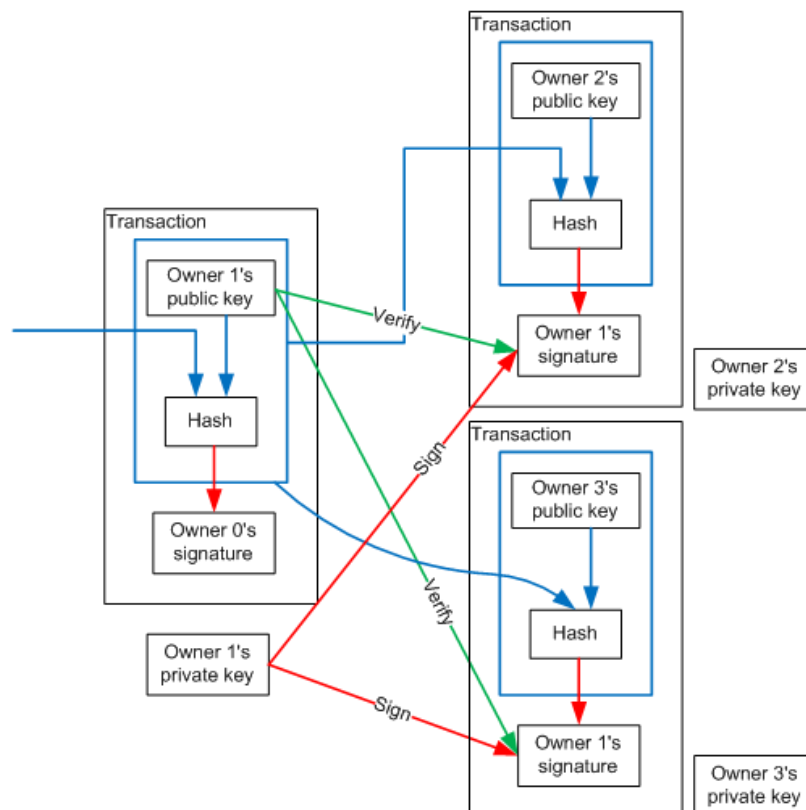 Transaction
Owner 1's
public key
Hash
Owner 0's
signature
Owner 1's
private key
Verify
Sign
Verify
Sign
Transaction
Owner 2's
public key
Hash
Owner 1's
signature
Owner 2's
private key
Transaction
Owner 3's
public key
Hash
Owner 1's
signature
Owner 3's
private key